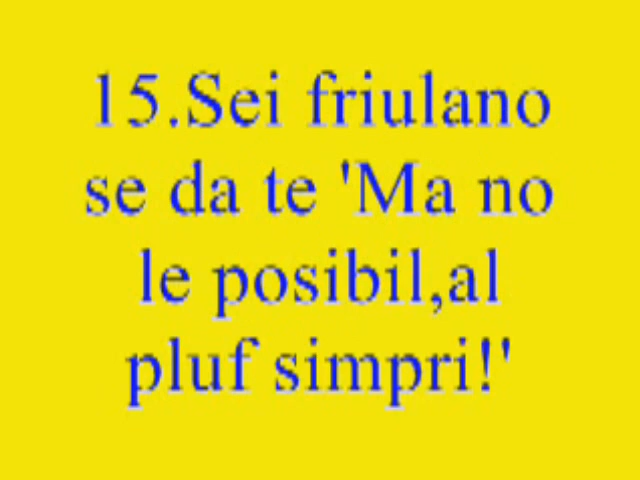 15.Sei friulano
se da te 'Ma no
le posibil,al
pluf simpri!'